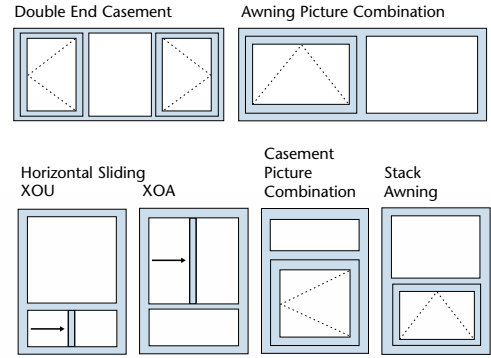 Double End Casement
Awning Picture Combination
Horizontal Sliding
XOU
XOA
Casement
Picture
Combination
Stack
Awning